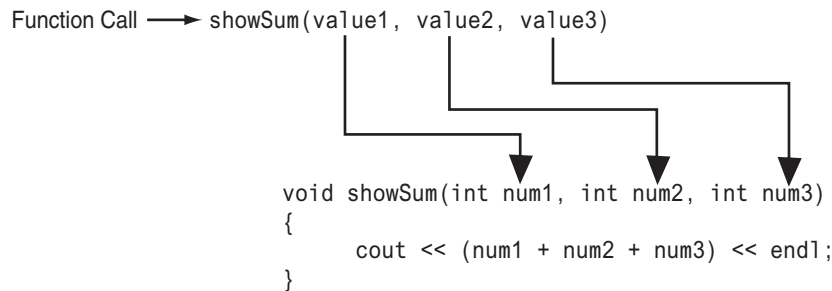 Function Call showSum(value1, value2, value3)
void showSum(int num1, int num2, int num3)
{
cout << (num1 + num2 + num3) << endl;
}